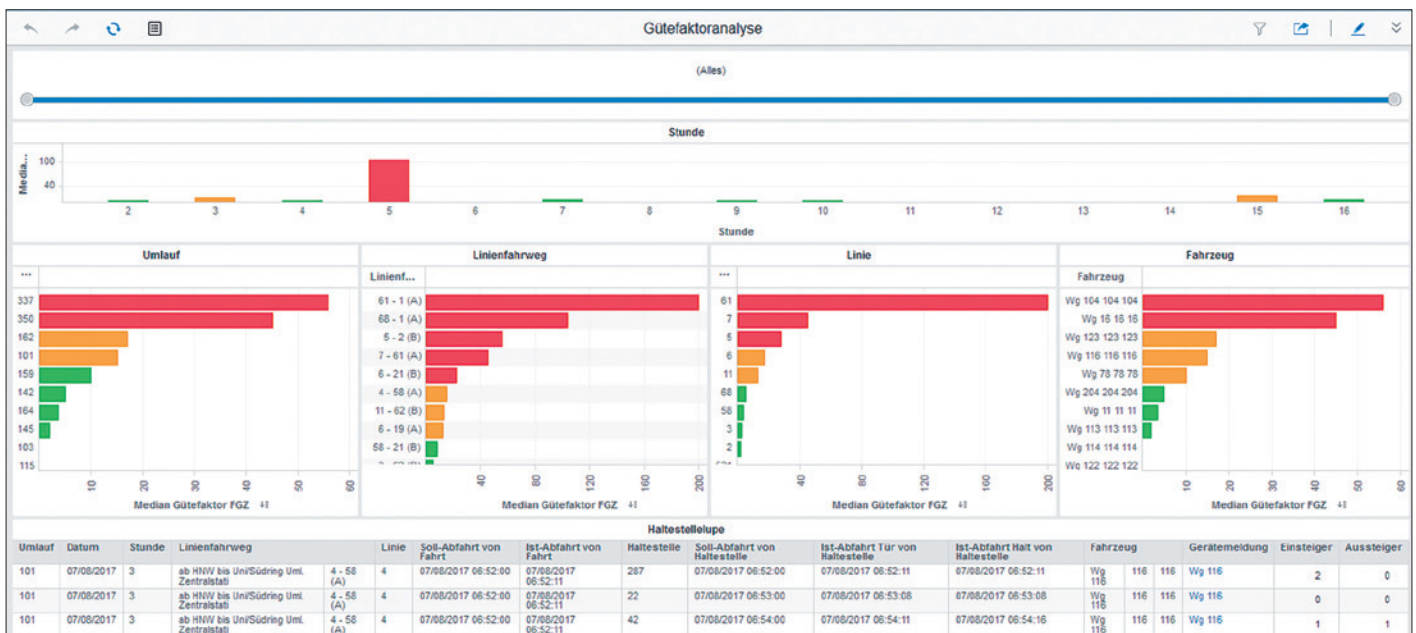 Gütefaktoranalyse
(Alles)
Stunde
Media...
100
40
2 3 4 5 6 7 8 9 10 11 12 13 14 15 16
Stunde
Umlauf
...
337
350
162
101
159
142
164
145
103
115
10 20 30 40 50 60
Median Gütefaktor FGZ
Linienfahrweg
Linienf...
61 - 1 (A)
68 - 1 (A)
5 - 2 (B)
7 - 61 (A)
6 - 21 (B)
4 - 58 (A)
11 - 62 (B)
6 - 19 (A)
58 - 21 (B)
40 80 120 160 200
Median Gütefaktor FGZ
Linie
...
61
7
5
6
11
68
58
3
2
40 80 120 160 200
Median Gütefaktor FGZ
Fahrzeug
Fahrzeug
Wg 104 104 104
Wg 16 16 16
Wg 123 123 123
Wg 116 116 116
Wg 78 78 78
Wg 204 204 204
Wg 11 11 11
Wg 113 113 113
Wg 114 114 114
Wg 122 122 122
10 20 30 40 50 60
Median Gütefaktor FGZ
Haltestellelupe
Umlauf Datum Stunde Linienfahrweg Linie Soll-Abfahrt von Fahrt Ist-Abfahrt von Fahrt Haltestelle Soll-Abfahrt von Haltestelle Ist-Abfahrt Tür von Haltestelle Ist-Abfahrt Halt von Haltestelle Fahrzeug Gerätemeldung Einsteiger Aussteiger
101 07/08/2017 3 ab HNW bis Uni/Südring Uml. Zentralstati 4 - 58 (A) 4 07/08/2017 06:52:00 07/08/2017 06:52:11 287 07/08/2017 06:52:00 07/08/2017 06:52:11 07/08/2017 06:52:11 Wg 116 116 116 Wg 116 2 0
101 07/08/2017 3 ab HNW bis Uni/Südring Uml. Zentralstati 4 - 58 (A) 4 07/08/2017 06:52:00 07/08/2017 06:52:11 22 07/08/2017 06:53:00 07/08/2017 06:53:08 07/08/2017 06:53:08 Wg 116 116 116 Wg 116 0 0
101 07/08/2017 3 ab HNW bis Uni/Südring Uml. Zentralstati 4 - 58 (A) 4 07/08/2017 06:52:00 07/08/2017 06:52:11 42 07/08/2017 06:54:00 07/08/2017 06:54:11 07/08/2017 06:54:16 Wg 116 116 116 Wg 116 1 1